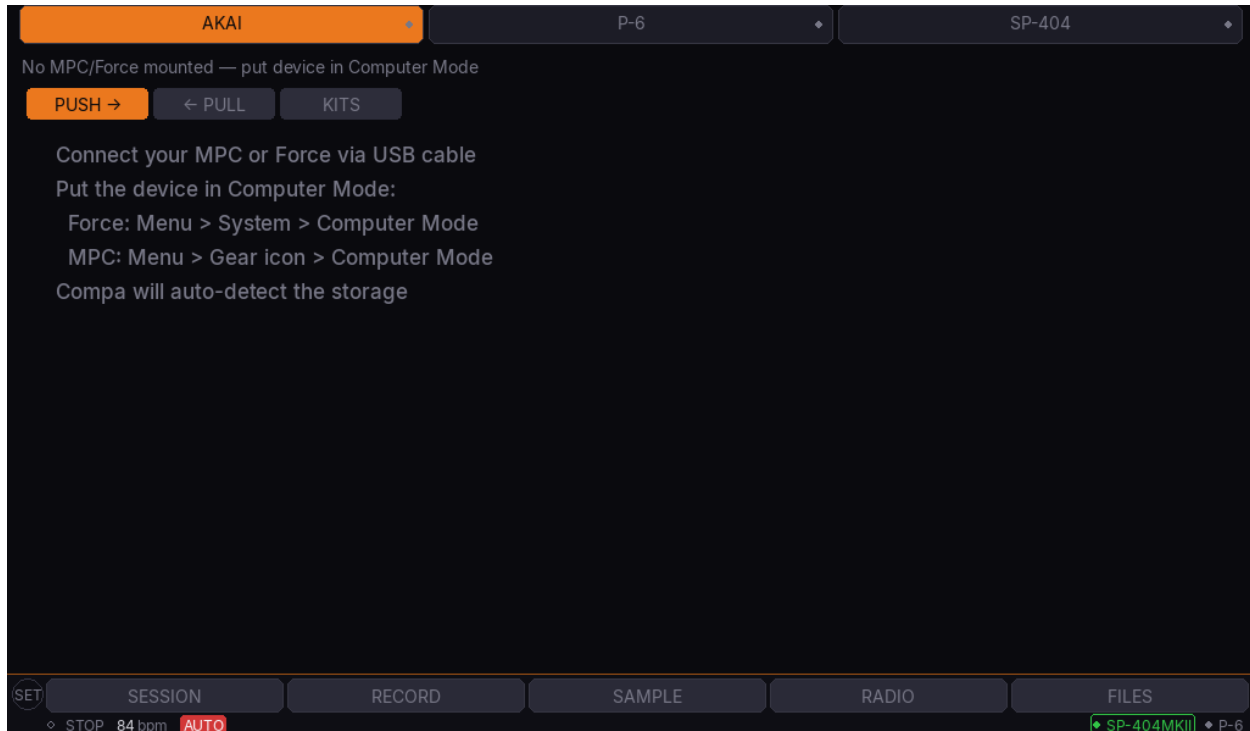 AKAI P-6 SP-404
No MPC/Force mounted — put device in Computer Mode
PUSH → ← PULL KITS
Connect your MPC or Force via USB cable
Put the device in Computer Mode:
Force: Menu > System > Computer Mode
MPC: Menu > Gear icon > Computer Mode
Compa will auto-detect the storage
SET SESSION RECORD SAMPLE RADIO FILES
STOP 84 bpm AUTO SP-404MKII P-6